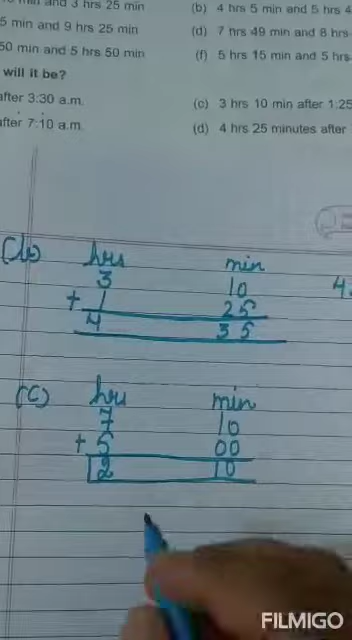 and 3 hrs 25 min
(b) 4 hrs 5 min and 5 hrs 4
5 min and 9 hrs 25 min
(d) 7 hrs 49 min and 8 hrs
50 min and 5 hrs 50 min
(f) 5 hrs 15 min and 5 hrs
will it be?
after 3:30 a.m.
(c) 3 hrs 10 min after 1:25
after 7:10 a.m.
(d) 4 hrs 25 minutes after
(b) hrs min
3 10
+ 1 25
4 35
4.
(c) hrs min
7 10
+ 5 00
12 10
FILMIGO